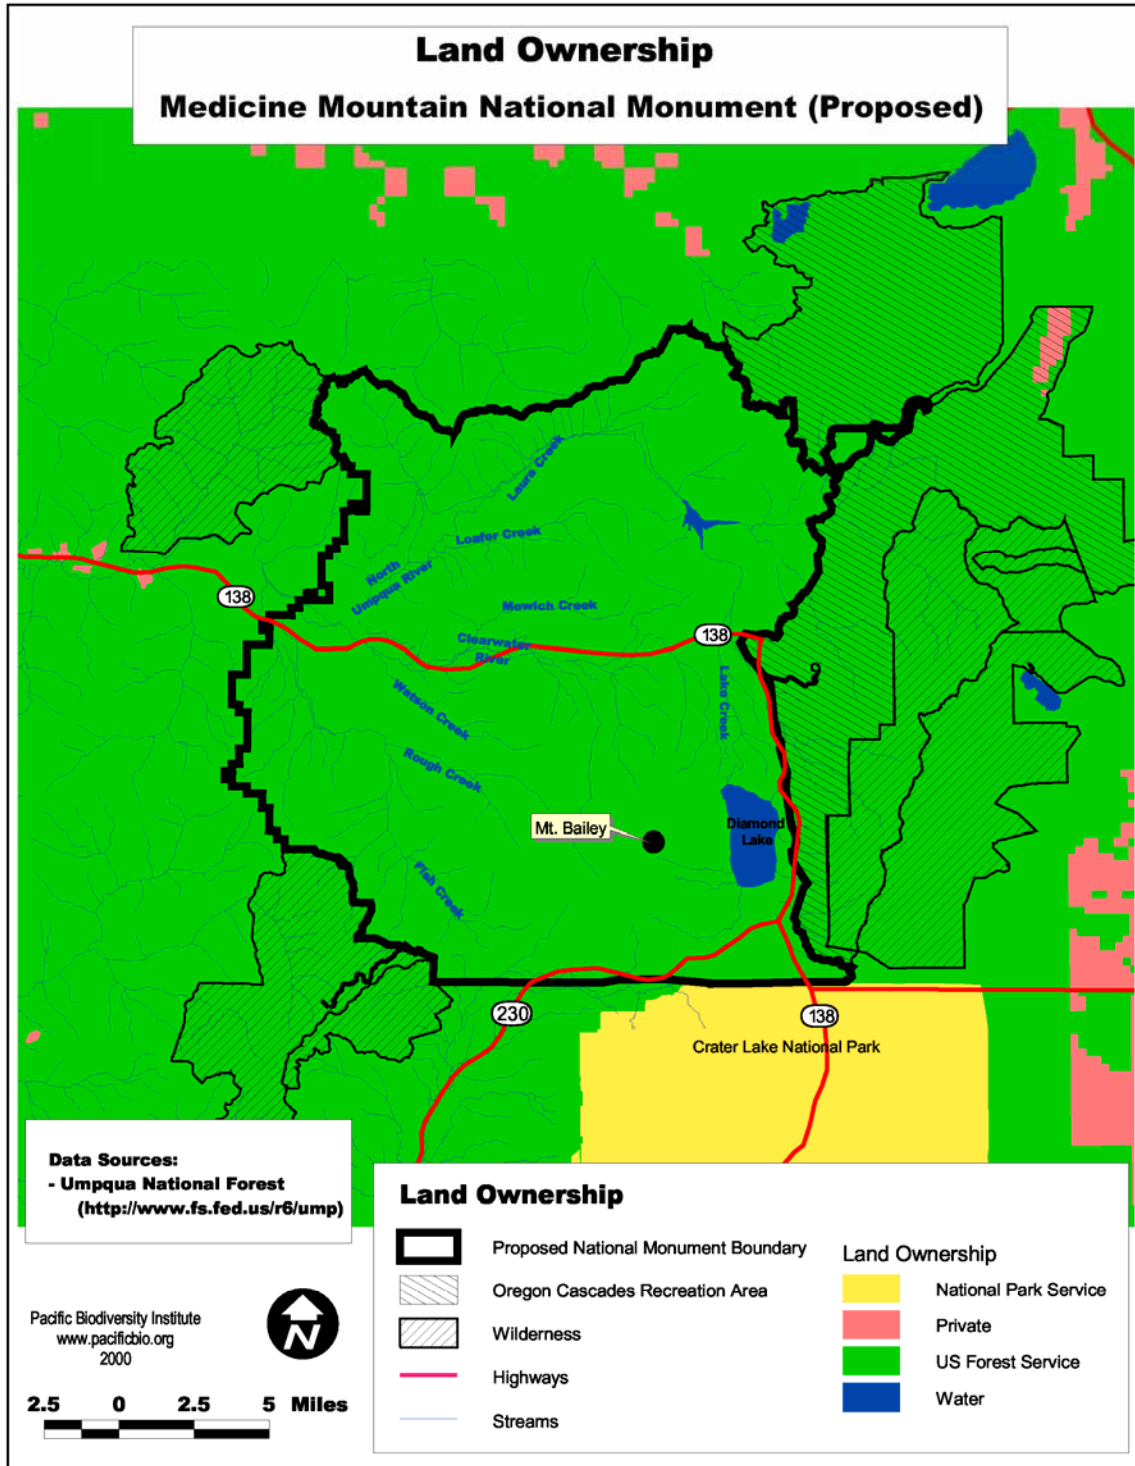 Land Ownership
Medicine Mountain National Monument (Proposed)
Laura Creek
Loafer Creek
North
Umpqua River
Mowich Creek
138
138
Clearwater
River
Lake Creek
Watson Creek
Rough Creek
Mt. Bailey
Diamond
Lake
Fish Creek
230
138
Crater Lake National Park
Data Sources:
- Umpqua National Forest
(http://www.fs.fed.us/r6/ump)
Land Ownership
Proposed National Monument Boundary
Oregon Cascades Recreation Area
Wilderness
Highways
Streams
Land Ownership
National Park Service
Private
US Forest Service
Water
Pacific Biodiversity Institute
www.pacificbio.org
2000
N
2.5 0 2.5 5 Miles